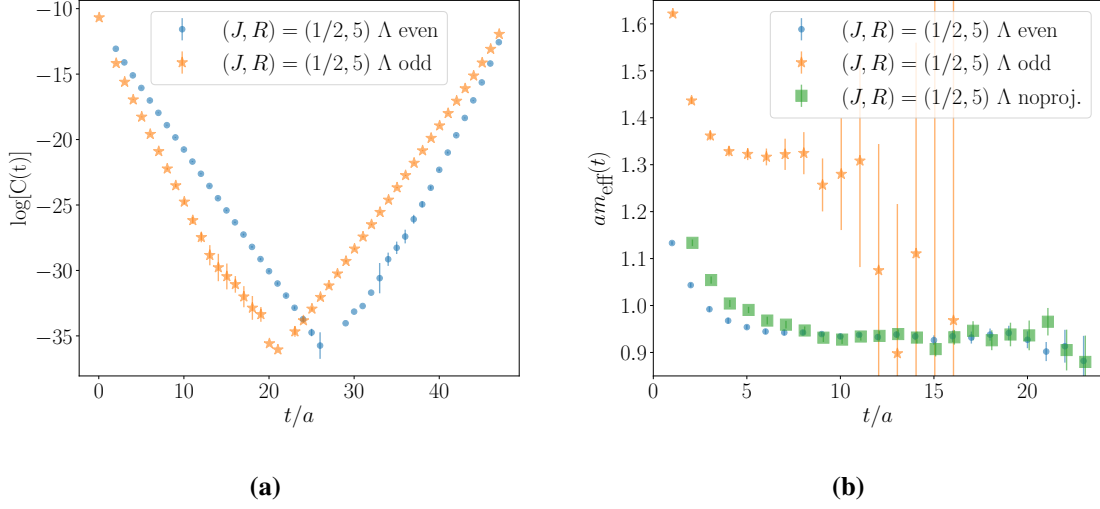 −10
−15
−20
−25
−30
−35
log[C(t)]
0
10
20
30
40
t/a
(J, R) = (1/2, 5) Λ even
(J, R) = (1/2, 5) Λ odd
(a)
1.6
1.5
1.4
1.3
1.2
1.1
1.0
0.9
am_eff(t)
0
5
10
15
20
t/a
(J, R) = (1/2, 5) Λ even
(J, R) = (1/2, 5) Λ odd
(J, R) = (1/2, 5) Λ noproj.
(b)